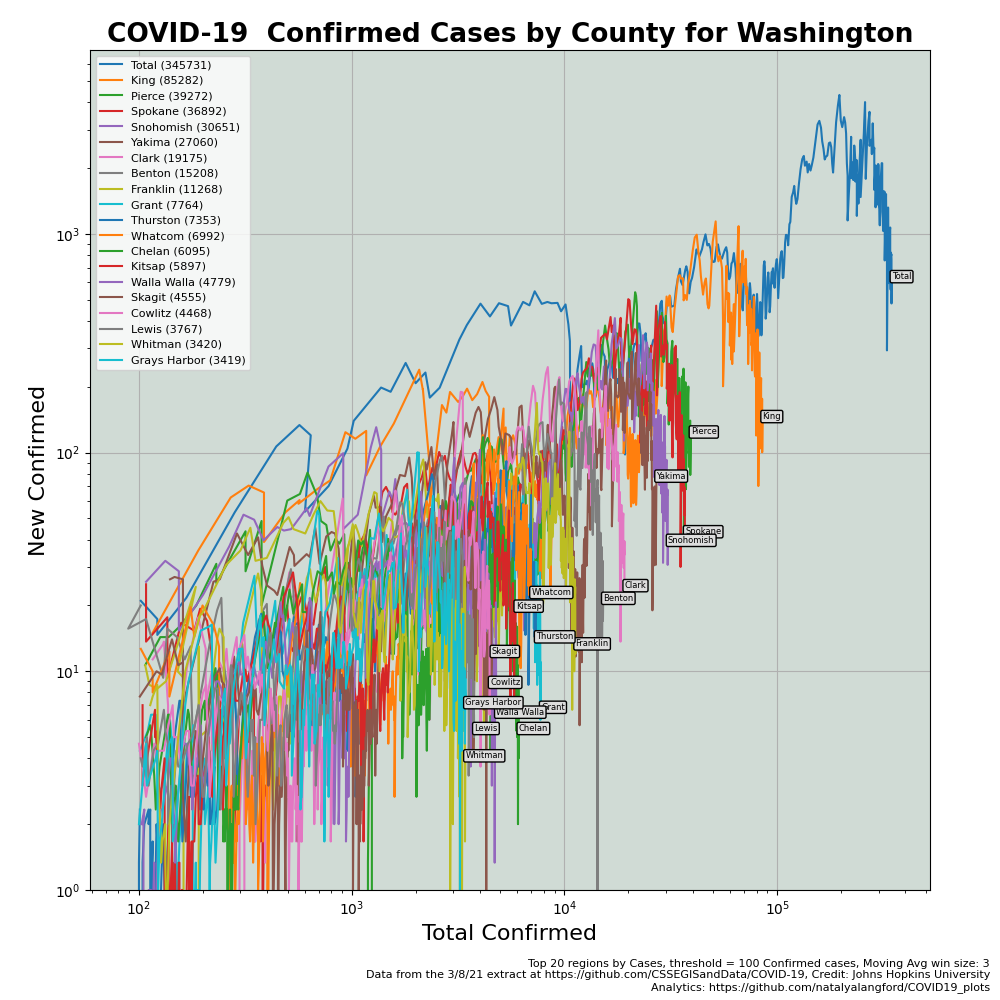 COVID-19  Confirmed Cases by County for Washington
Total (345731)
King (85282)
Pierce (39272)
Spokane (36892)
Snohomish (30651)
Yakima (27060)
Clark (19175)
Benton (15208)
Franklin (11268)
Grant (7764)
Thurston (7353)
Whatcom (6992)
Chelan (6095)
Kitsap (5897)
Walla Walla (4779)
Skagit (4555)
Cowlitz (4468)
Lewis (3767)
Whitman (3420)
Grays Harbor (3419)
New Confirmed
10³
10²
10¹
10⁰
Total
King
Pierce
Yakima
Spokane
Snohomish
Clark
Whatcom
Benton
Kitsap
Thurston
Franklin
Skagit
Cowlitz
Grays Harbor
Grant
Walla Walla
Lewis
Chelan
Whitman
10² 10³ 10⁴ 10⁵
Total Confirmed
Top 20 regions by Cases, threshold = 100 Confirmed cases, Moving Avg win size: 3
Data from the 3/8/21 extract at https://github.com/CSSEGISandData/COVID-19, Credit: Johns Hopkins University
Analytics: https://github.com/natalyalangford/COVID19_plots